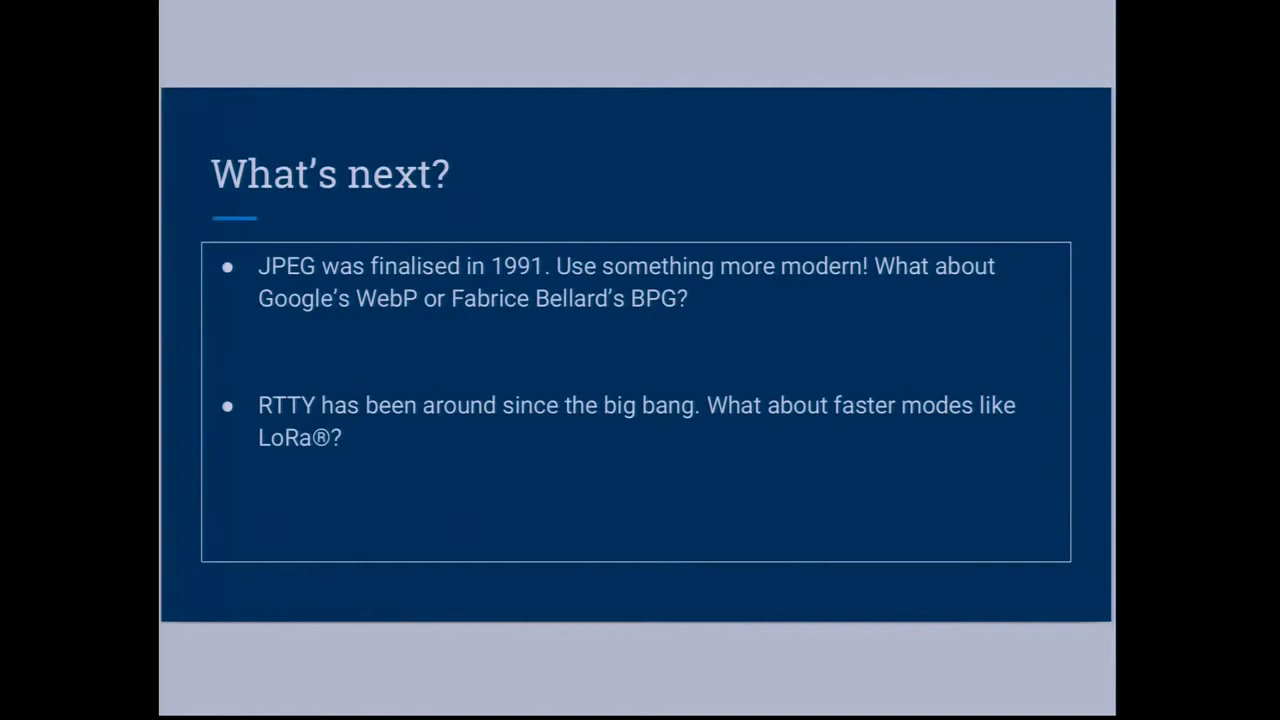 What’s next?
● JPEG was finalised in 1991. Use something more modern! What about
Google’s WebP or Fabrice Bellard’s BPG?
● RTTY has been around since the big bang. What about faster modes like
LoRa®?